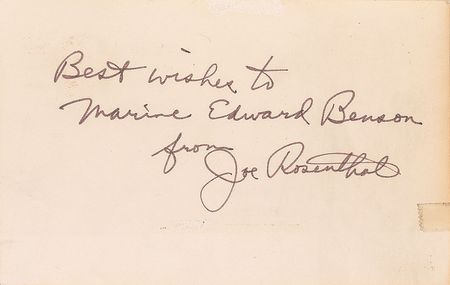 Best wishes to
Marine Edward Benson
from
Joe Rosenthal